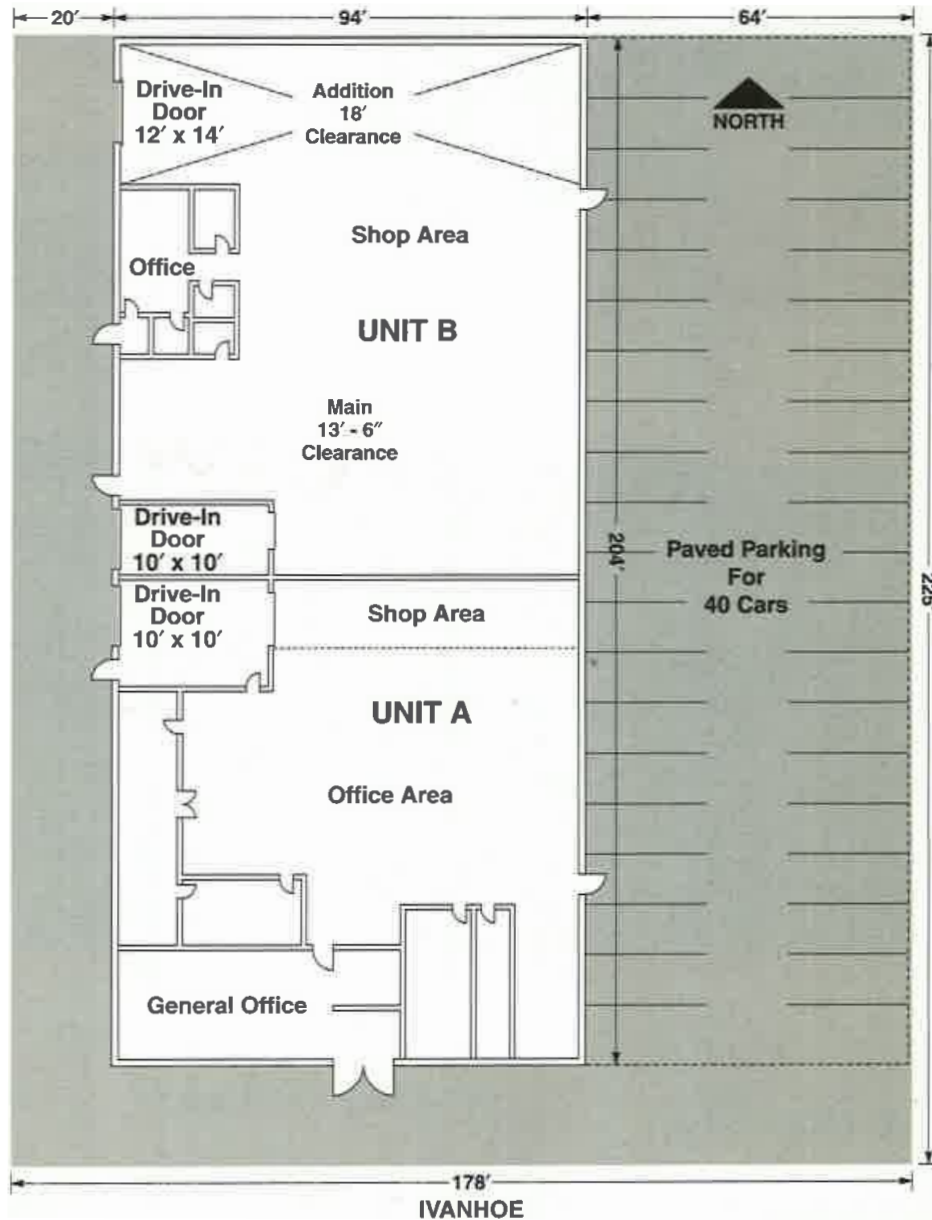 20′
94′
64′
Drive-In
Door
12′ x 14′
Addition
18′
Clearance
NORTH
Shop Area
Office
UNIT B
Main
13′ - 6″
Clearance
Drive-In
Door
10′ x 10′
204′
Paved Parking
For
40 Cars
225′
Drive-In
Door
10′ x 10′
Shop Area
UNIT A
Office Area
General Office
178′
IVANHOE